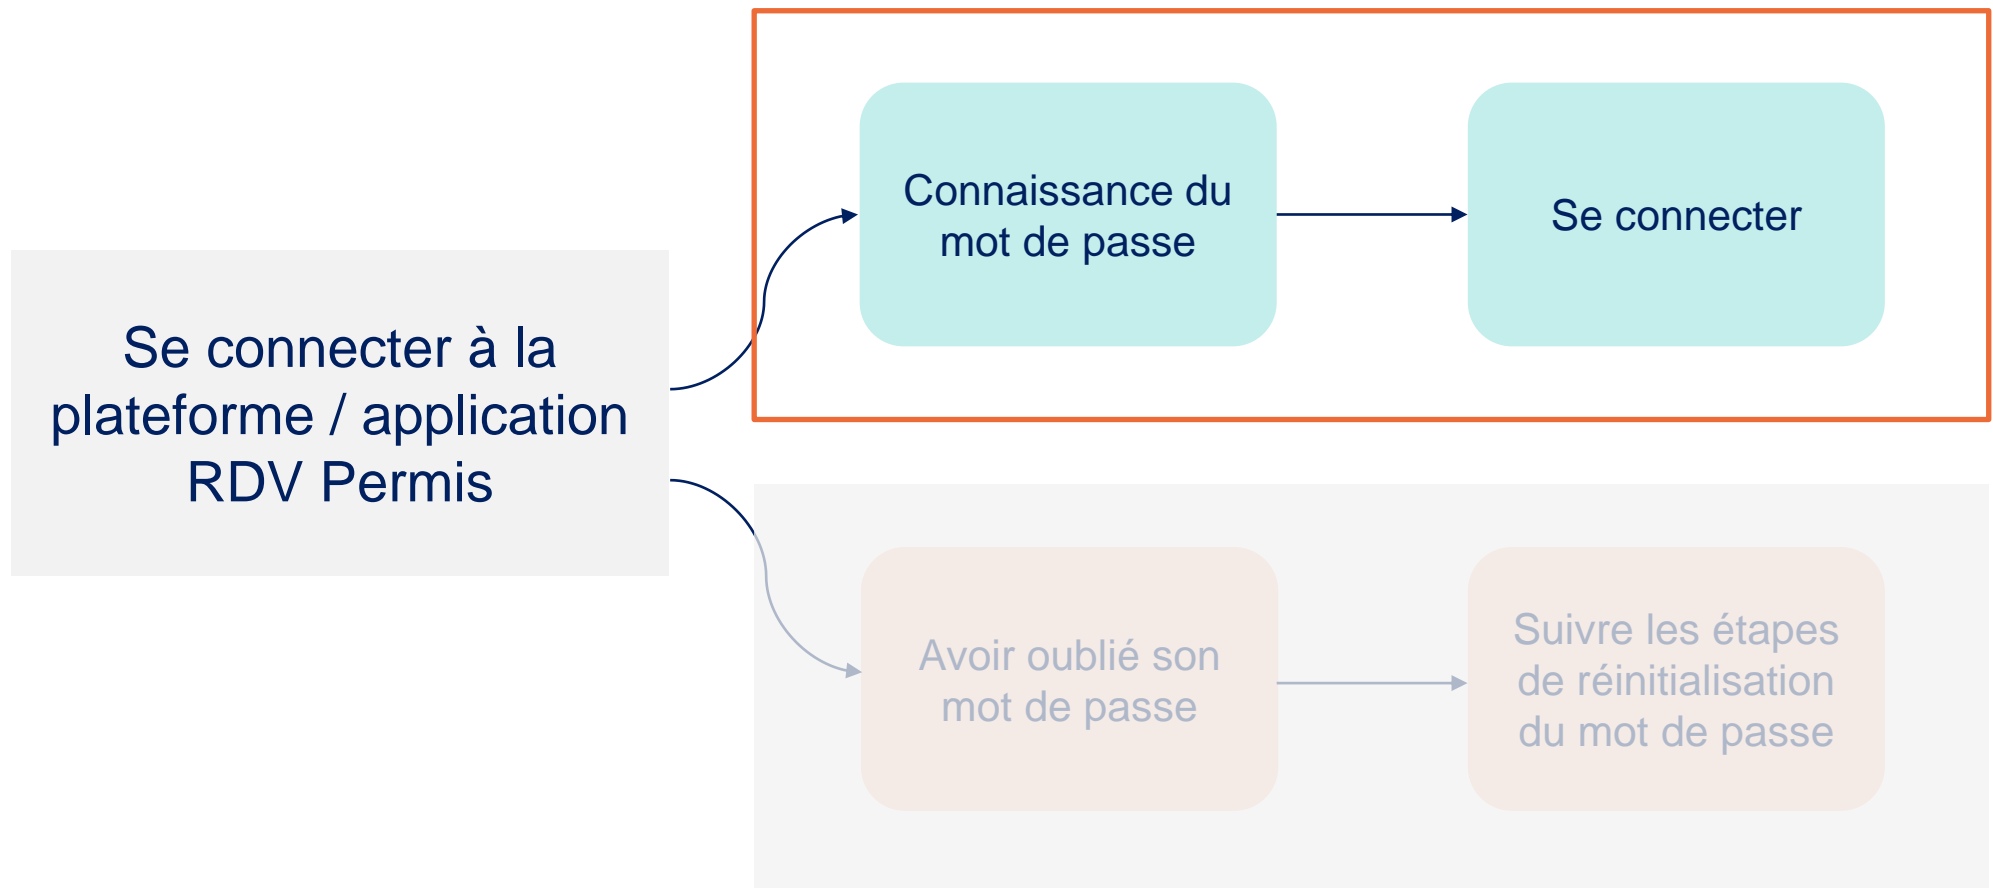 Se connecter à la
plateforme / application
RDV Permis
Connaissance du
mot de passe
Se connecter
Avoir oublié son
mot de passe
Suivre les étapes
de réinitialisation
du mot de passe